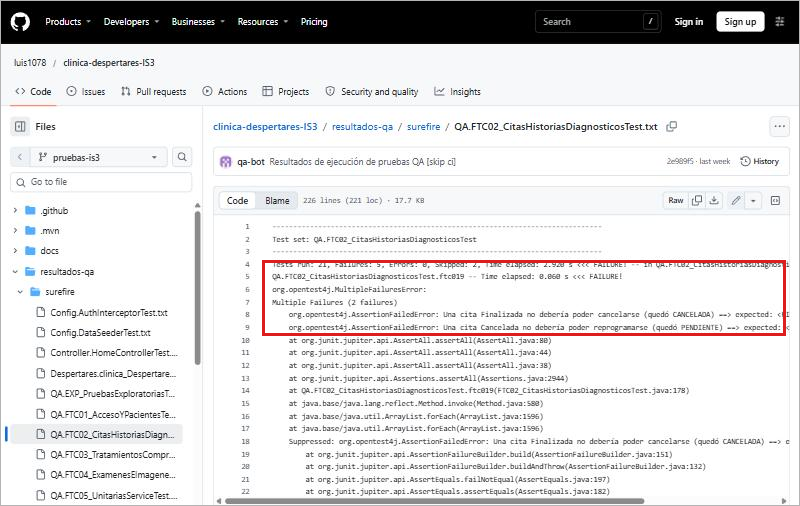 Products Developers Businesses Resources Pricing Search / Sign in Sign up
luis1078 / clinica-despertares-IS3
Code Issues Pull requests Actions Projects Security and quality Insights
Files
pruebas-is3
Go to file
.github
.mvn
docs
resultados-qa
surefire
Config.AuthInterceptorTest.txt
Config.DataSeederTest.txt
Controller.HomeControllerTest....
Despertares.clinica_Despertare...
QA.EXP_PruebasExploratoriasT...
QA.FTC01_AccesoYPacientesTe...
QA.FTC02_CitasHistoriasDiagn...
QA.FTC03_TratamientosCompr...
QA.FTC04_ExamenesElmagene...
QA.FTC05_UnitariasServiceTest...
clinica-despertares-IS3 / resultados-qa / surefire / QA.FTC02_CitasHistoriasDiagnosticosTest.txt
qa-bot Resultados de ejecución de pruebas QA [skip ci] 2e989f5 · last week History
Code Blame 226 lines (221 loc) · 17.7 KB Raw
1 -------------------------------------------------------------------------------
2 Test set: QA.FTC02_CitasHistoriasDiagnosticosTest
3 -------------------------------------------------------------------------------
4 Tests run: 21, Failures: 5, Errors: 0, Skipped: 2, Time elapsed: 2.920 s <<< FAILURE! -- in QA.FTC02_CitasHistoriasDiagnosti
5 QA.FTC02_CitasHistoriasDiagnosticosTest.ftc019 -- Time elapsed: 0.060 s <<< FAILURE!
6 org.opentest4j.MultipleFailuresError:
7 Multiple Failures (2 failures)
8 org.opentest4j.AssertionFailedError: Una cita Finalizada no debería poder cancelarse (quedó CANCELADA) ==> expected: <
9 org.opentest4j.AssertionFailedError: Una cita Cancelada no debería poder reprogramarse (quedó PENDIENTE) ==> expected: <
10 at org.junit.jupiter.api.AssertAll.assertAll(AssertAll.java:80)
11 at org.junit.jupiter.api.AssertAll.assertAll(AssertAll.java:44)
12 at org.junit.jupiter.api.AssertAll.assertAll(AssertAll.java:38)
13 at org.junit.jupiter.api.Assertions.assertAll(Assertions.java:2944)
14 at QA.FTC02_CitasHistoriasDiagnosticosTest.ftc019(FTC02_CitasHistoriasDiagnosticosTest.java:178)
15 at java.base/java.lang.reflect.Method.invoke(Method.java:580)
16 at java.base/java.util.ArrayList.forEach(ArrayList.java:1596)
17 at java.base/java.util.ArrayList.forEach(ArrayList.java:1596)
18 Suppressed: org.opentest4j.AssertionFailedError: Una cita Finalizada no debería poder cancelarse (quedó CANCELADA) ==> e
19 at org.junit.jupiter.api.AssertionFailureBuilder.build(AssertionFailureBuilder.java:151)
20 at org.junit.jupiter.api.AssertionFailureBuilder.buildAndThrow(AssertionFailureBuilder.java:132)
21 at org.junit.jupiter.api.AssertEquals.failNotEqual(AssertEquals.java:197)
22 at org.junit.jupiter.api.AssertEquals.assertEquals(AssertEquals.java:182)